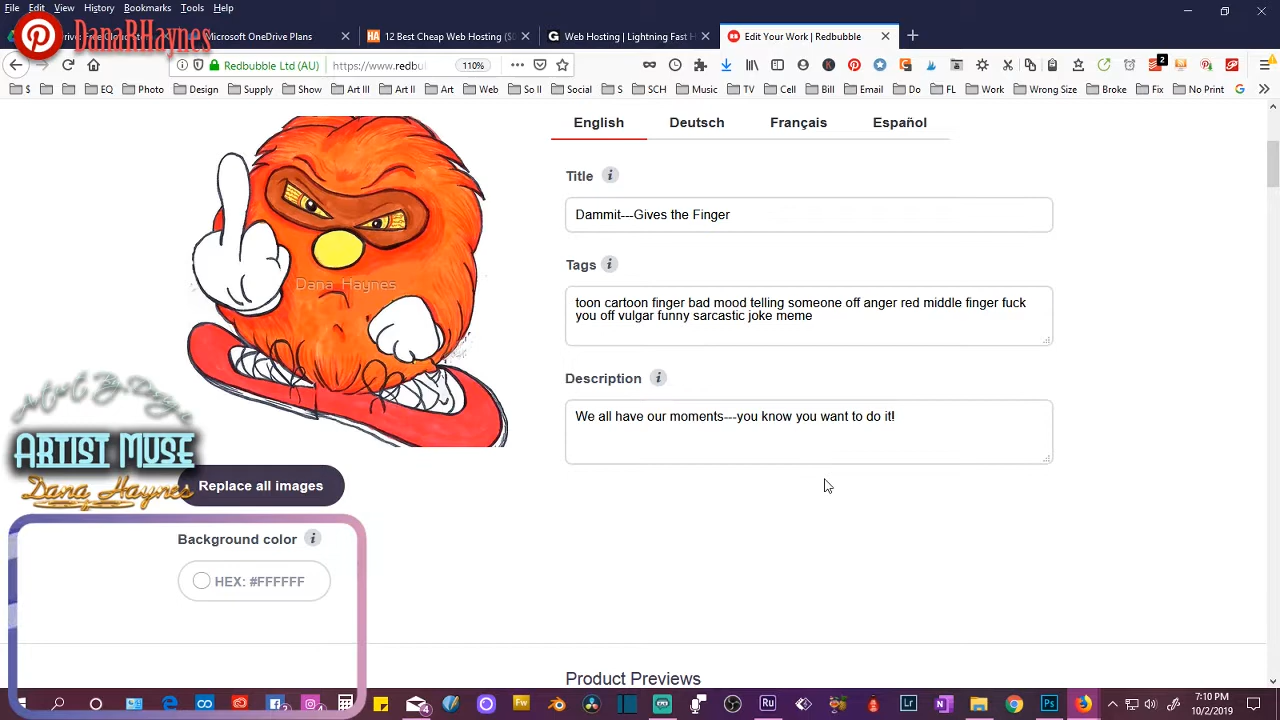 File Edit View History Bookmarks Tools Help
DanaRHaynes
Microsoft OneDrive Plans
12 Best Cheap Web Hosting ($
Web Hosting | Lightning Fast H
Edit Your Work | Redbubble
Redbubble Ltd (AU)
https://www.redbu
110%
2
$ EQ Photo Design Supply Show Art III Art II Art Web So II Social S SCH Music TV Cell Bill Email Do FL Work Wrong Size Broke Fix No Print
English Deutsch Français Español
Title
Dammit---Gives the Finger
Tags
toon cartoon finger bad mood telling someone off anger red middle finger fuck
you off vulgar funny sarcastic joke meme
Description
We all have our moments---you know you want to do it!
Dana Haynes
Artist By Design
ARTIST MUSE
Dana Haynes
Replace all images
Background color
HEX: #FFFFFF
Product Previews
7:10 PM
10/2/2019